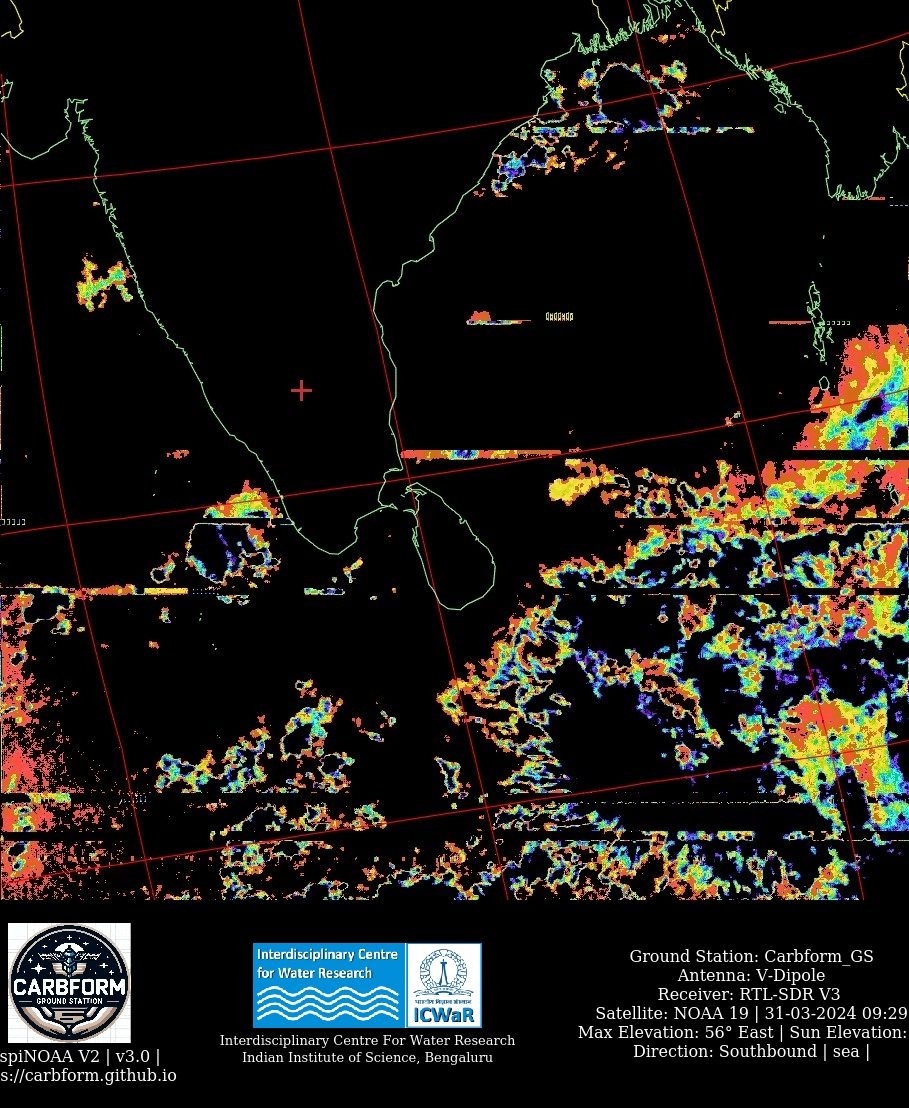 CARBFORM
GROUND STATION
spiNOAA V2 | v3.0 |
s://carbform.github.io
Interdisciplinary Centre
for Water Research
भारतीय विज्ञान संस्थान
ICWaR
Interdisciplinary Centre For Water Research
Indian Institute of Science, Bengaluru
Ground Station: Carbform_GS
Antenna: V-Dipole
Receiver: RTL-SDR V3
Satellite: NOAA 19 | 31-03-2024 09:29
Max Elevation: 56° East | Sun Elevation:
Direction: Southbound | sea |